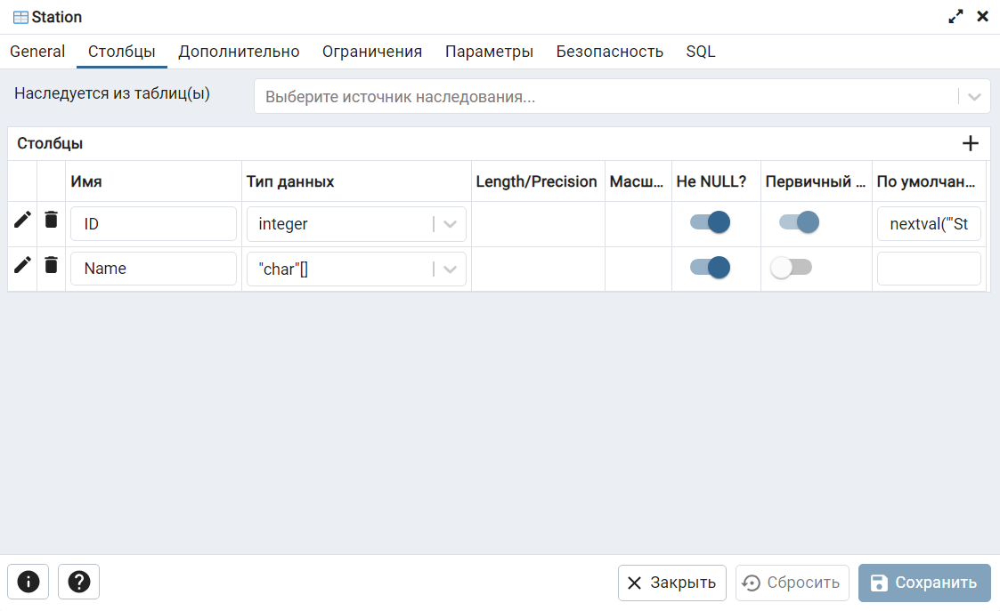 Station
General Столбцы Дополнительно Ограничения Параметры Безопасность SQL
Наследуется из таблиц(ы) Выберите источник наследования...
Столбцы
Имя Тип данных Length/Precision Масш... Не NULL? Первичный ... По умолчан...
ID integer nextval('"St
Name "char"[]
Закрыть Сбросить Сохранить